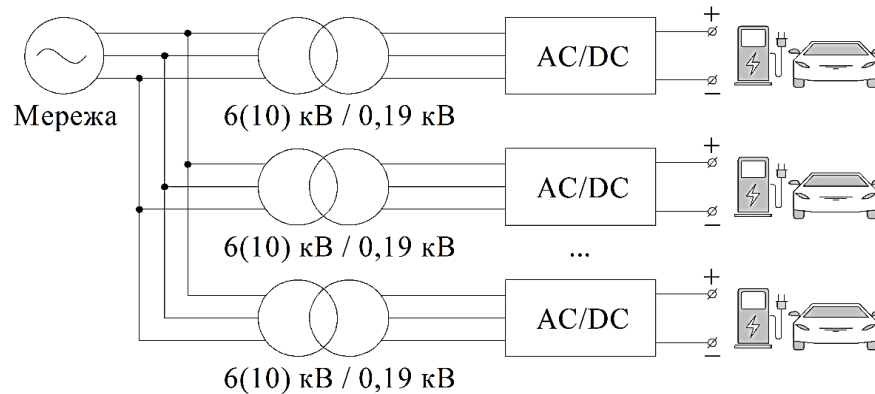 +
AC/DC
–
Мережа
6(10) кВ / 0,19 кВ
+
AC/DC
–
6(10) кВ / 0,19 кВ
...
+
AC/DC
–
6(10) кВ / 0,19 кВ